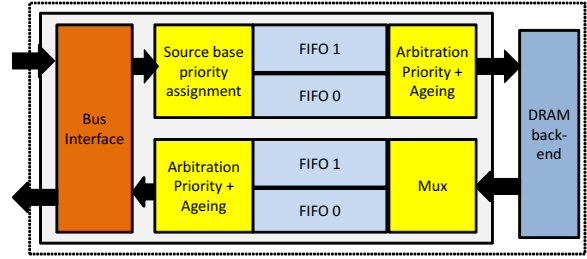 Bus
Interface
Source base
priority
assignment
FIFO 1
FIFO 0
Arbitration
Priority +
Ageing
Arbitration
Priority +
Ageing
FIFO 1
FIFO 0
Mux
DRAM
back-
end